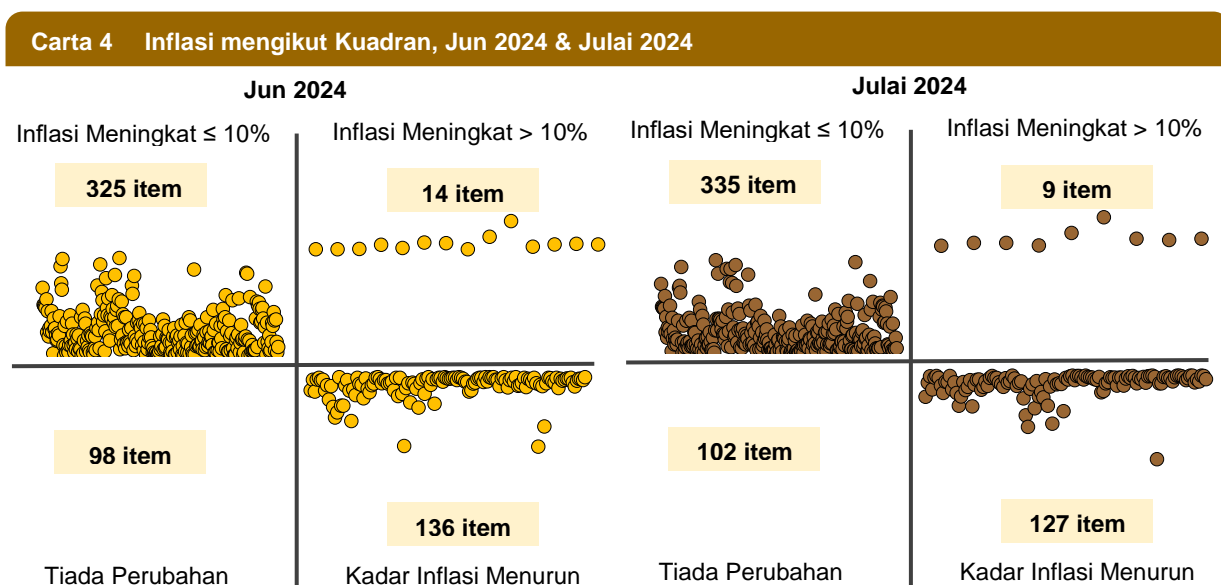 Carta 4 Inflasi mengikut Kuadran, Jun 2024 & Julai 2024
Jun 2024
Inflasi Meningkat ≤ 10%
Inflasi Meningkat > 10%
325 item
14 item
98 item
136 item
Tiada Perubahan
Kadar Inflasi Menurun
Julai 2024
Inflasi Meningkat ≤ 10%
Inflasi Meningkat > 10%
335 item
9 item
102 item
127 item
Tiada Perubahan
Kadar Inflasi Menurun